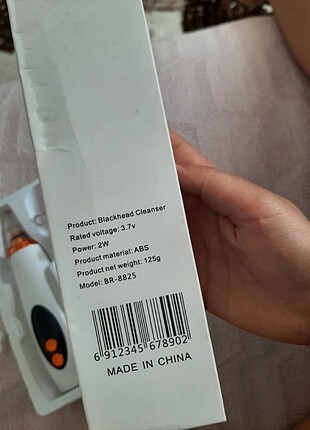 Product: Blackhead Cleanser
Rated voltage: 3.7v
Power: 2W
Product material: ABS
Product net weight: 125g
Model: BR-8825
6 912345 678902
MADE IN CHINA